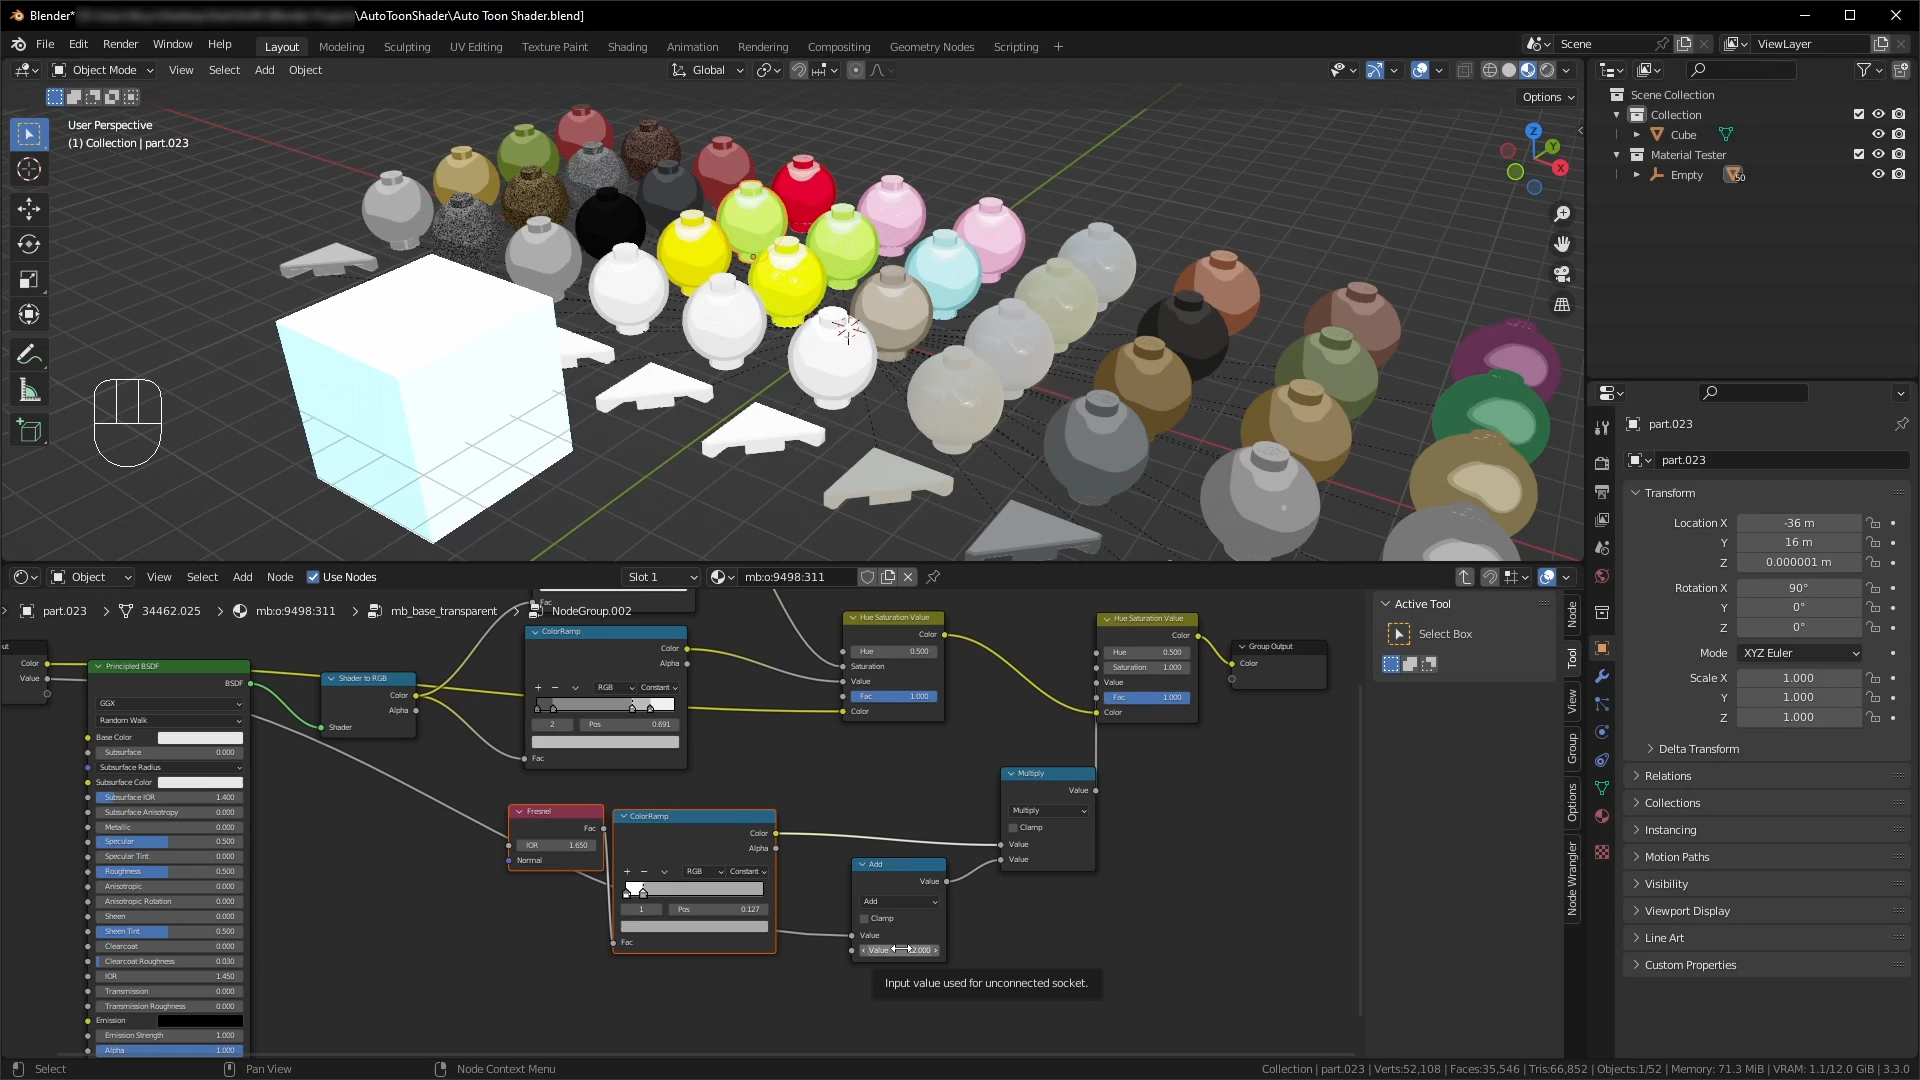 Blender*
\AutoToonShader\Auto Toon Shader.blend]
File Edit Render Window Help
Layout Modeling Sculpting UV Editing Texture Paint Shading Animation Rendering Compositing Geometry Nodes Scripting +
Scene
ViewLayer
Object Mode View Select Add Object
Global
Options
User Perspective
(1) Collection | part.023
Z
Y
X
Scene Collection
Collection
Cube
Material Tester
Empty
50
part.023
part.023
Transform
Location X -36 m
Y 16 m
Z 0.000001 m
Rotation X 90°
Y 0°
Z 0°
Mode XYZ Euler
Scale X 1.000
Y 1.000
Z 1.000
Delta Transform
Relations
Collections
Instancing
Motion Paths
Visibility
Viewport Display
Line Art
Custom Properties
Object View Select Add Node Use Nodes
Slot 1
mb:o:9498:311
part.023 > 34462.025 > mb:o:9498:311 > mb_base_transparent > NodeGroup.002
Fac
ut
Color
Value
Principled BSDF
BSDF
GGX
Random Walk
Base Color
Subsurface 0.000
Subsurface Radius
Subsurface Color
Subsurface IOR 1.400
Subsurface Anisotropy 0.000
Metallic 0.000
Specular 0.500
Specular Tint 0.000
Roughness 0.500
Anisotropic 0.000
Anisotropic Rotation 0.000
Sheen 0.000
Sheen Tint 0.500
Clearcoat 0.000
Clearcoat Roughness 0.030
IOR 1.450
Transmission 0.000
Transmission Roughness 0.000
Emission
Emission Strength 1.000
Alpha 1.000
Shader to RGB
Color
Alpha
Shader
ColorRamp
Color
Alpha
+ − RGB Constant
2 Pos 0.691
Fac
Fresnel
Fac
IOR 1.650
Normal
ColorRamp
Color
Alpha
+ − RGB Constant
1 Pos 0.127
Fac
Hue Saturation Value
Color
Hue 0.500
Saturation
Value
Fac 1.000
Color
Hue Saturation Value
Color
Hue 0.500
Saturation 1.000
Value
Fac 1.000
Color
Group Output
Color
Multiply
Value
Multiply
Clamp
Value
Value
Add
Value
Add
Clamp
Value
Value
Input value used for unconnected socket.
Active Tool
Select Box
Node
Tool
View
Group
Options
Node Wrangler
Select
Pan View
Node Context Menu
Collection | part.023 | Verts:52,108 | Faces:35,546 | Tris:66,852 | Objects:1/52 | Memory: 71.3 MiB | VRAM: 1.1/12.0 GiB | 3.3.0